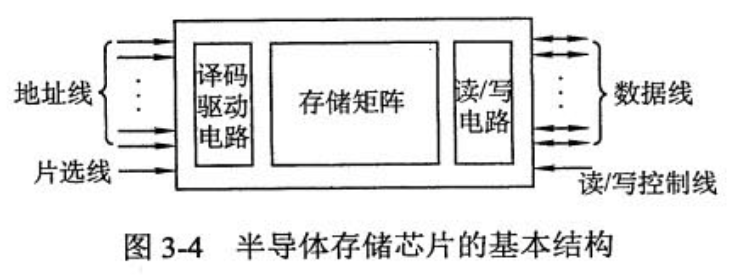 地址线
译码
驱动
电路
存储矩阵
读/写
电路
数据线
片选线
读/写控制线
图 3-4 半导体存储芯片的基本结构